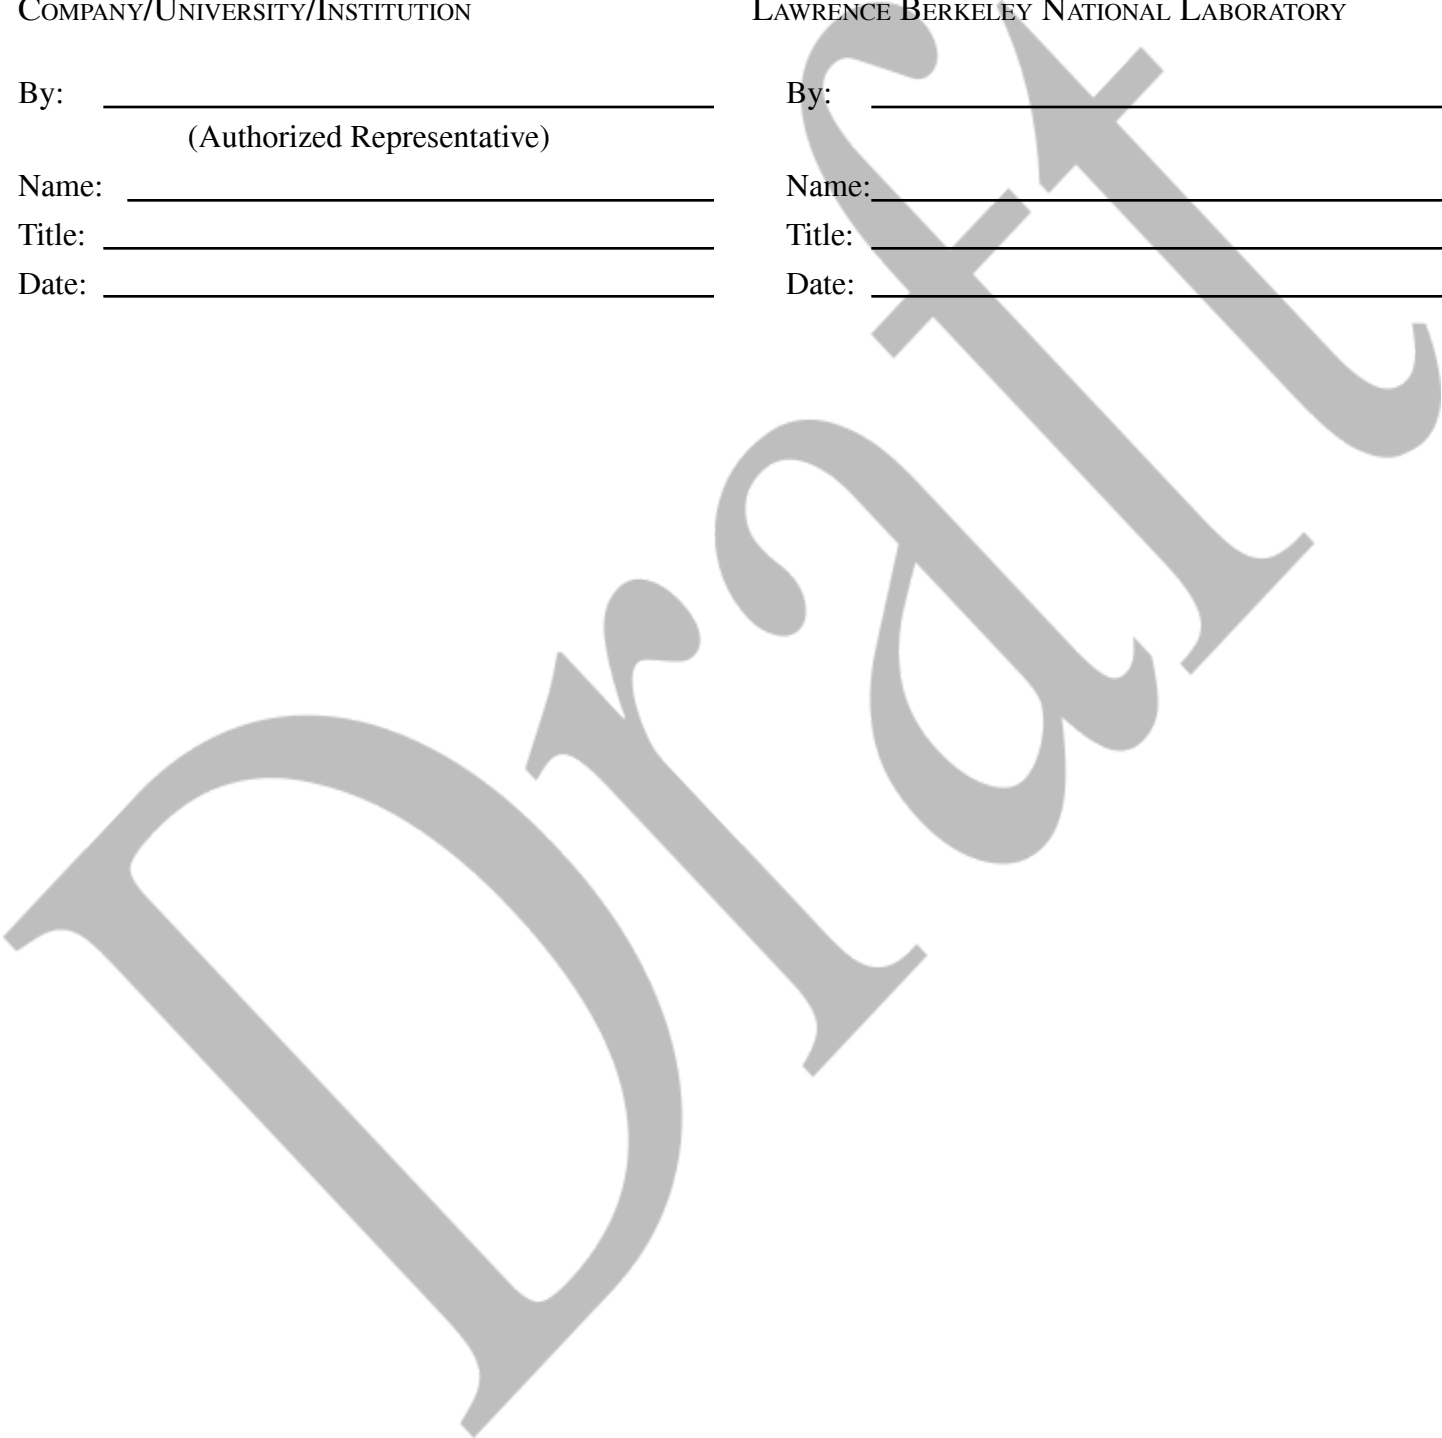 COMPANY/UNIVERSITY/INSTITUTION LAWRENCE BERKELEY NATIONAL LABORATORY
By: By:
(Authorized Representative)
Name: Name:
Title: Title:
Date: Date:
Draft